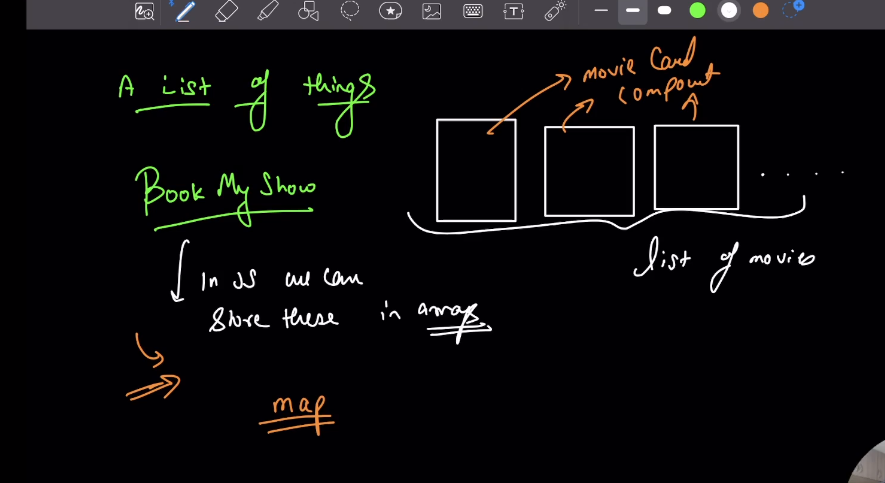 A List of things
movie Card
component
Book My Show
list of movies
In JS we can
store these in arrays
map